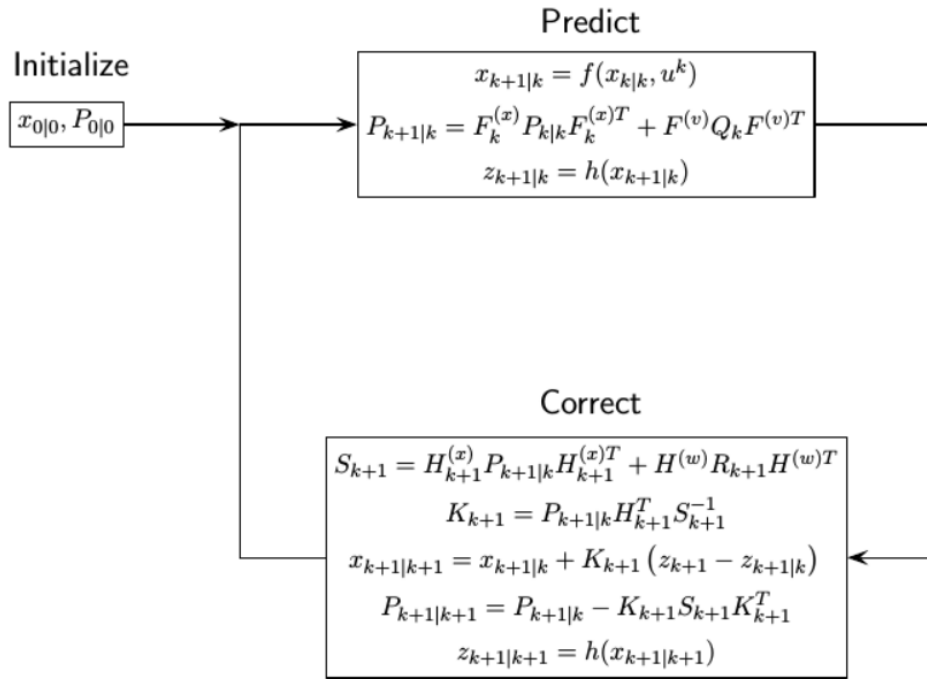 Predict
Initialize
$x_{0|0}, P_{0|0}$
$x_{k+1|k} = f(x_{k|k}, u^k)$
$P_{k+1|k} = F_k^{(x)} P_{k|k} F_k^{(x)T} + F^{(v)} Q_k F^{(v)T}$
$z_{k+1|k} = h(x_{k+1|k})$
Correct
$S_{k+1} = H_{k+1}^{(x)} P_{k+1|k} H_{k+1}^{(x)T} + H^{(w)} R_{k+1} H^{(w)T}$
$K_{k+1} = P_{k+1|k} H_{k+1}^T S_{k+1}^{-1}$
$x_{k+1|k+1} = x_{k+1|k} + K_{k+1} \left( z_{k+1} - z_{k+1|k} \right)$
$P_{k+1|k+1} = P_{k+1|k} - K_{k+1} S_{k+1} K_{k+1}^T$
$z_{k+1|k+1} = h(x_{k+1|k+1})$